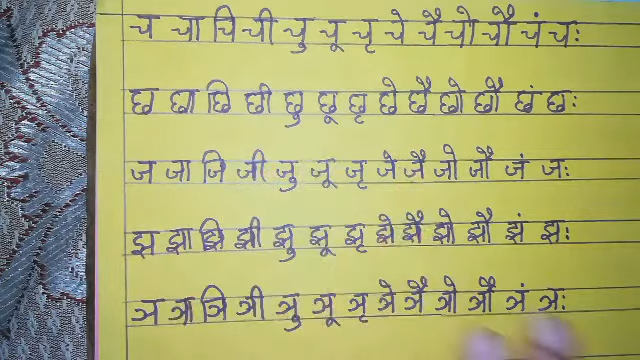 च चा चि ची चु चू चृ चे चै चो चौ चं चः
छ छा छि छी छु छू छृ छे छै छो छौ छं छः
ज जा जि जी जु जू जृ जे जै जो जौ जं जः
झ झा झि झी झु झू झृ झे झै झो झौ झं झः
ञ ञा ञि ञी ञु ञू ञृ ञे ञै ञो ञौ ञं ञः